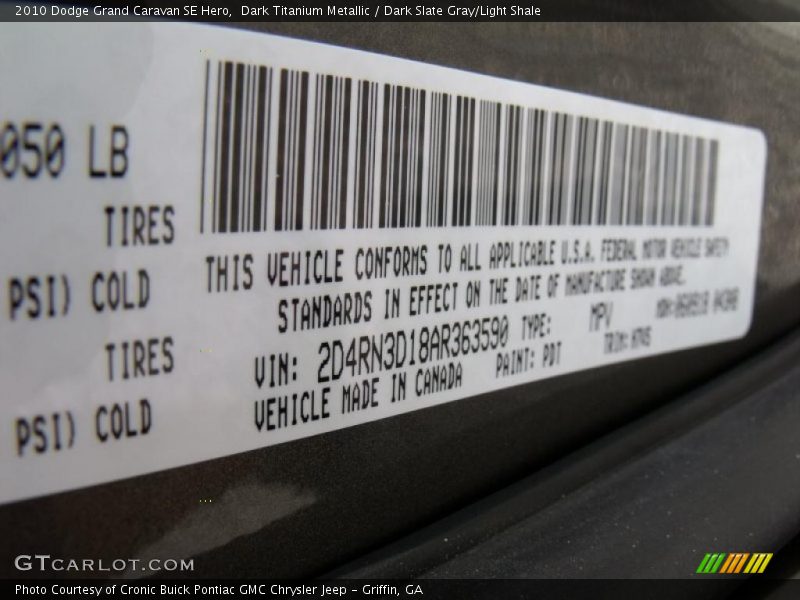 2010 Dodge Grand Caravan SE Hero, Dark Titanium Metallic / Dark Slate Gray/Light Shale
050 LB
TIRES
PSI) COLD
TIRES
PSI) COLD
THIS VEHICLE CONFORMS TO ALL APPLICABLE U.S.A. FEDERAL MOTOR VEHICLE SAFETY
STANDARDS IN EFFECT ON THE DATE OF MANUFACTURE SHOWN ABOVE.
VIN: 2D4RN3D18AR363590 TYPE: MPV
VEHICLE MADE IN CANADA PAINT: PDT TRIM:
GTCARLOT.COM
Photo Courtesy of Cronic Buick Pontiac GMC Chrysler Jeep - Griffin, GA